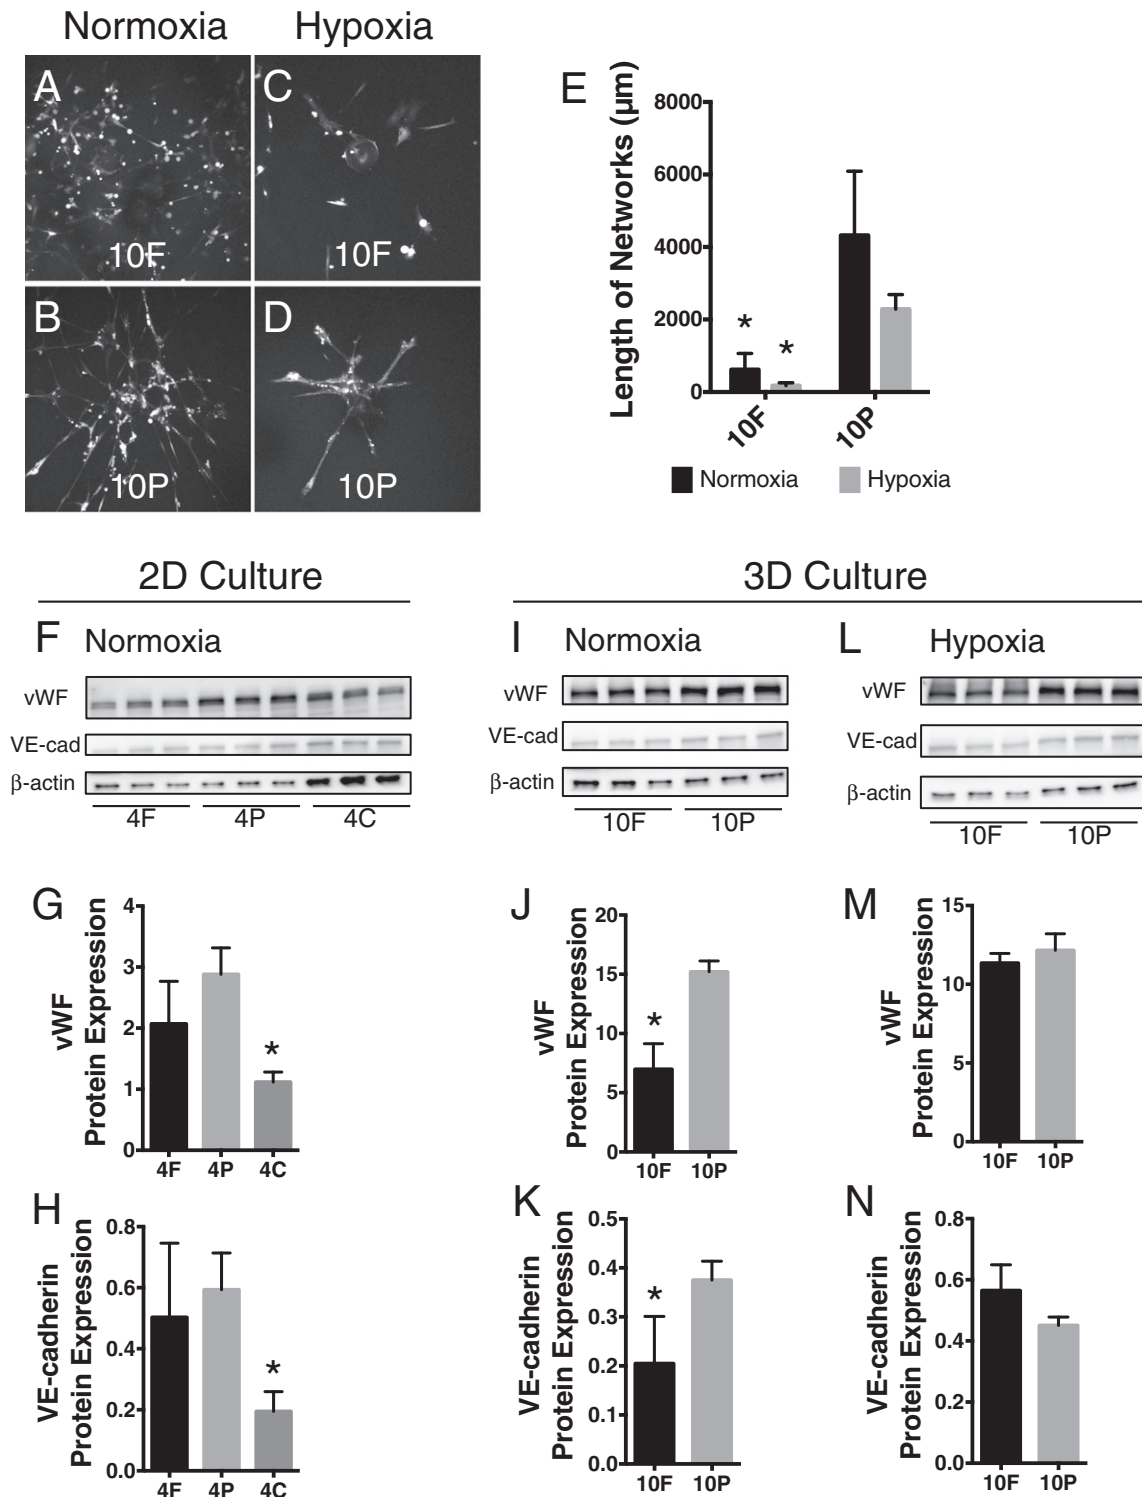 Normoxia Hypoxia
A
10F
C
10F
B
10P
D
10P
E
Length of Networks (µm)
8000
6000
4000
2000
0
*
*
10F 10P
Normoxia Hypoxia
2D Culture
3D Culture
F Normoxia
vWF
VE-cad
β-actin
4F 4P 4C
I Normoxia
vWF
VE-cad
β-actin
10F 10P
L Hypoxia
vWF
VE-cad
β-actin
10F 10P
G
vWF
Protein Expression
4
3
2
1
0
*
4F 4P 4C
J
vWF
Protein Expression
20
15
10
5
0
*
10F 10P
M
vWF
Protein Expression
15
10
5
0
10F 10P
H
VE-cadherin
Protein Expression
0.8
0.6
0.4
0.2
0.0
*
4F 4P 4C
K
VE-cadherin
Protein Expression
0.5
0.4
0.3
0.2
0.1
0.0
*
10F 10P
N
VE-cadherin
Protein Expression
0.8
0.6
0.4
0.2
0.0
10F 10P